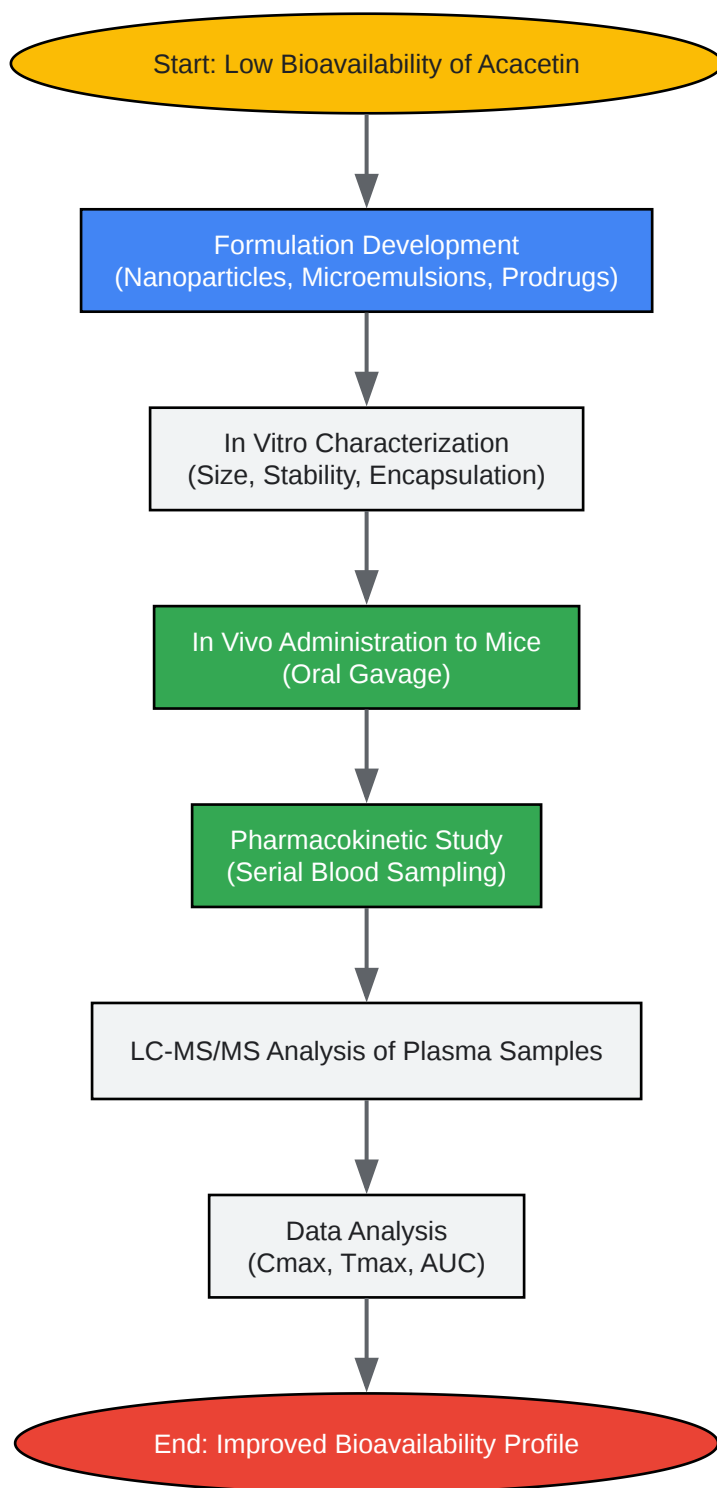 Start: Low Bioavailability of Acacetin
Formulation Development
(Nanoparticles, Microemulsions, Prodrugs)
In Vitro Characterization
(Size, Stability, Encapsulation)
In Vivo Administration to Mice
(Oral Gavage)
Pharmacokinetic Study
(Serial Blood Sampling)
LC-MS/MS Analysis of Plasma Samples
Data Analysis
(Cmax, Tmax, AUC)
End: Improved Bioavailability Profile